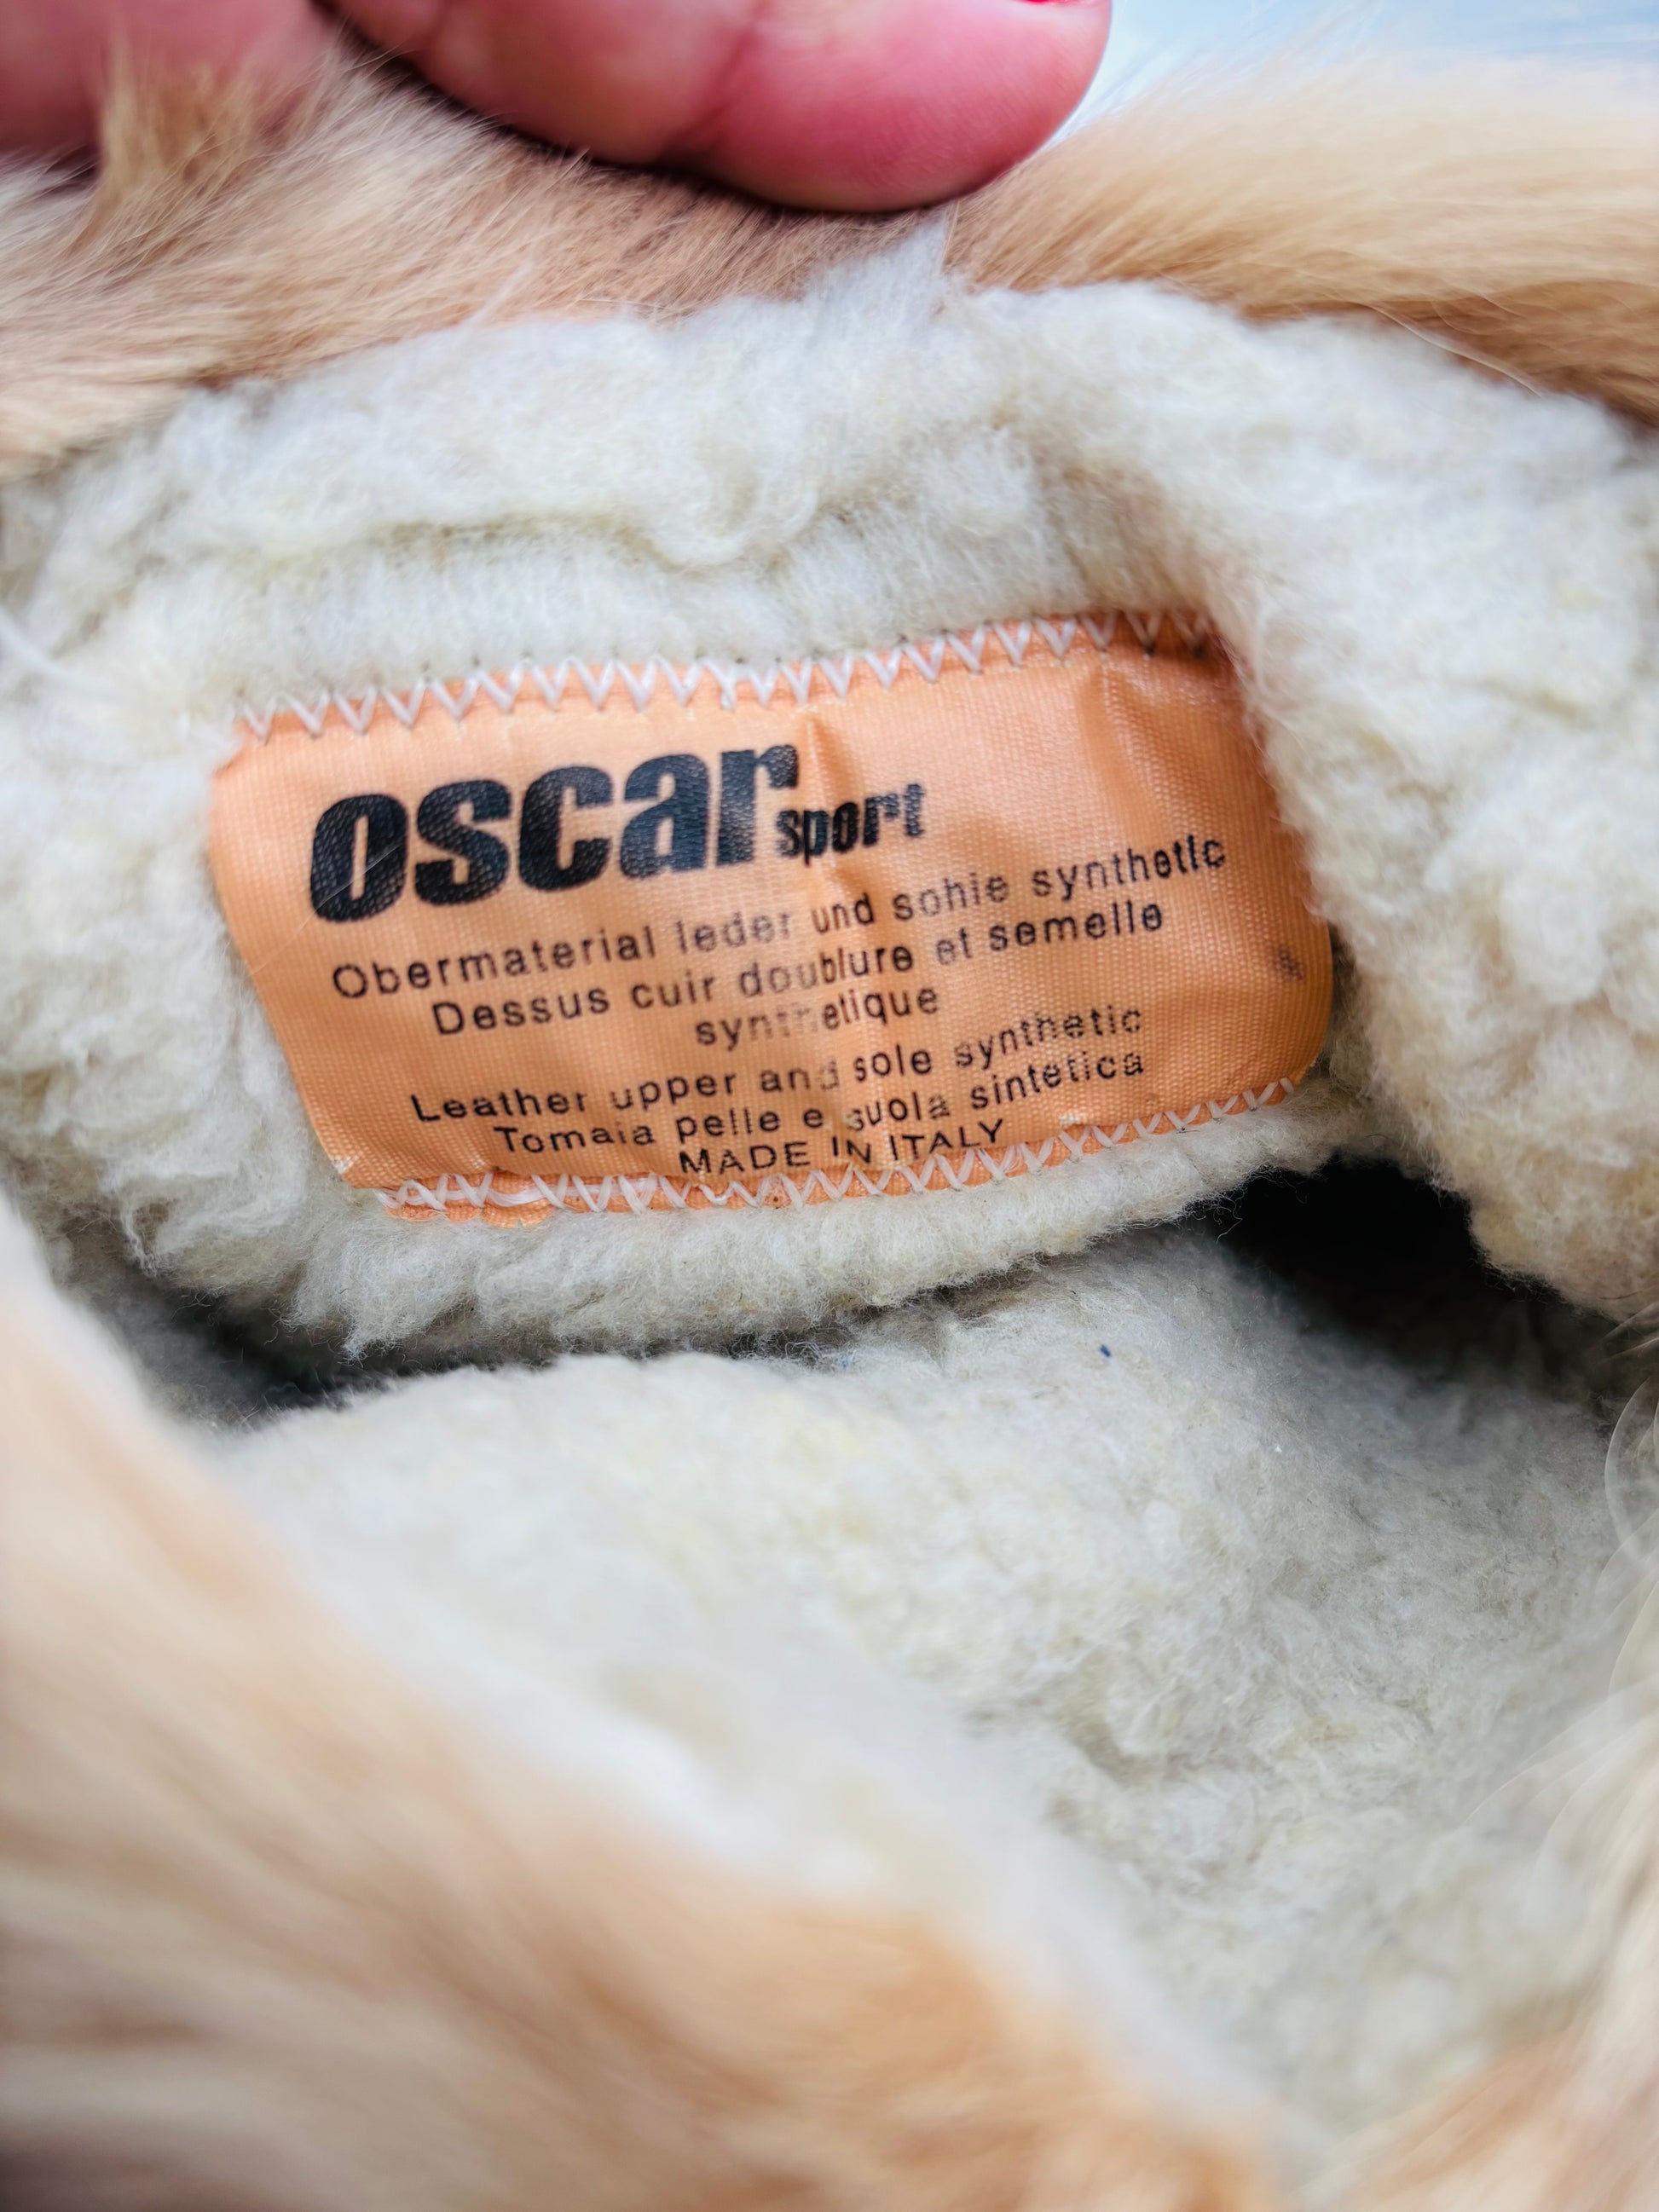 oscar sport
Obermaterial leder und sohie synthetic
Dessus cuir doublure et semelle
synthetique
Leather upper and sole synthetic
Tomaia pelle e suola sintetica
MADE IN ITALY